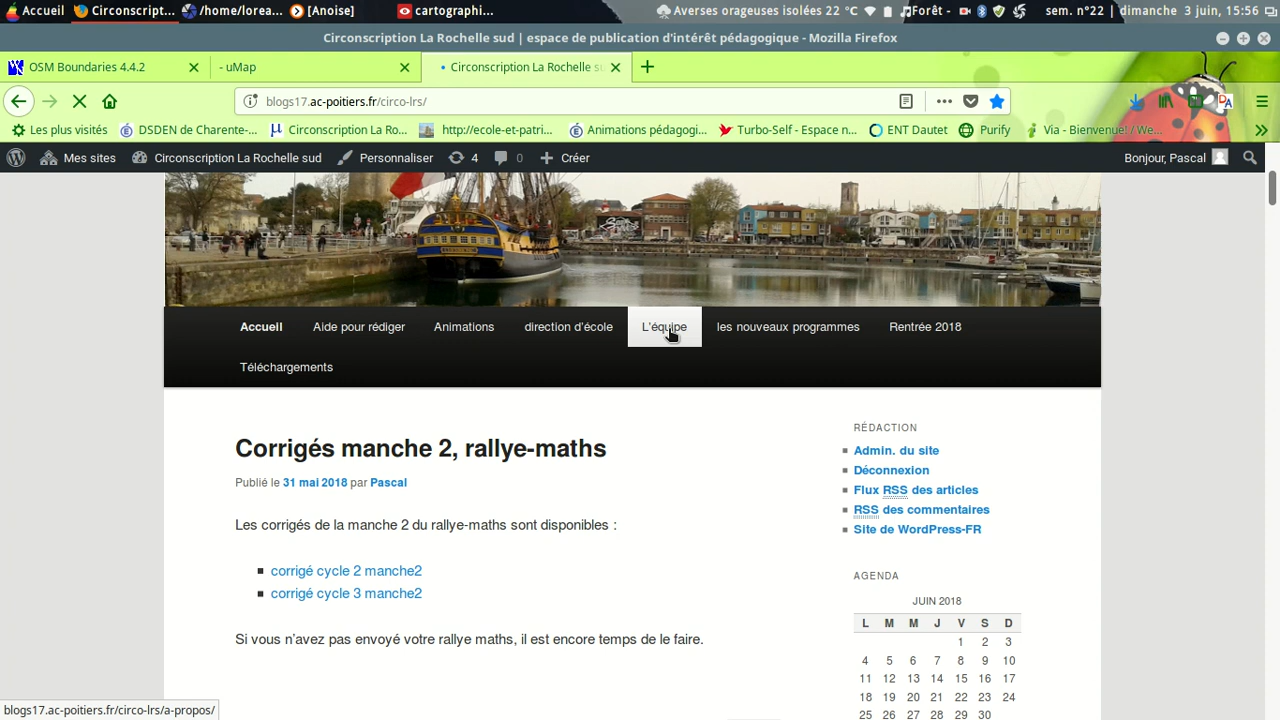 Accueil Circonscript... /home/lorea... [Anoise] cartographi... Averses orageuses isolées 22 °C Forêt - sem. n°22 | dimanche 3 juin, 15:56
Circonscription La Rochelle sud | espace de publication d'intérêt pédagogique - Mozilla Firefox
OSM Boundaries 4.4.2 - uMap Circonscription La Rochelle su
blogs17.ac-poitiers.fr/circo-lrs/
Les plus visités DSDEN de Charente-... Circonscription La Ro... http://ecole-et-patri... Animations pédagogi... Turbo-Self - Espace n... ENT Dautet Purify Via - Bienvenue! / We...
Mes sites Circonscription La Rochelle sud Personnaliser 4 0 Créer Bonjour, Pascal
Accueil Aide pour rédiger Animations direction d'école L'équipe les nouveaux programmes Rentrée 2018
Téléchargements
Corrigés manche 2, rallye-maths
Publié le 31 mai 2018 par Pascal
Les corrigés de la manche 2 du rallye-maths sont disponibles :
corrigé cycle 2 manche2
corrigé cycle 3 manche2
Si vous n'avez pas envoyé votre rallye maths, il est encore temps de le faire.
RÉDACTION
Admin. du site
Déconnexion
Flux RSS des articles
RSS des commentaires
Site de WordPress-FR
AGENDA
JUIN 2018
L M M J V S D
1 2 3
4 5 6 7 8 9 10
11 12 13 14 15 16 17
18 19 20 21 22 23 24
25 26 27 28 29 30
blogs17.ac-poitiers.fr/circo-lrs/a-propos/